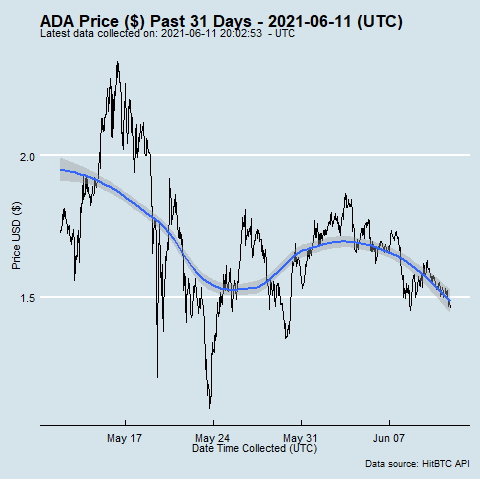 ADA Price ($) Past 31 Days - 2021-06-11 (UTC)
Latest data collected on: 2021-06-11 20:02:53 - UTC
2.0
Price USD ($)
1.5
May 17 May 24 May 31 Jun 07
Date Time Collected (UTC)
Data source: HitBTC API